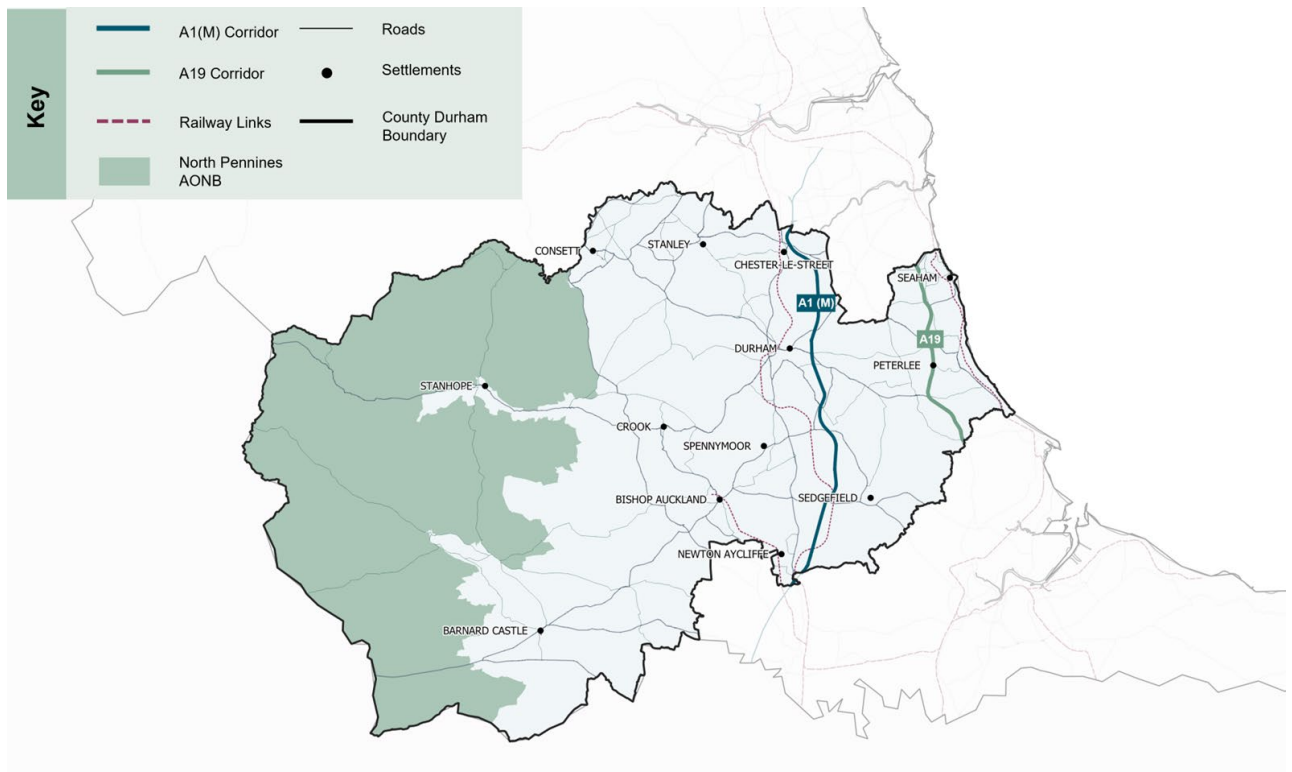 Key
A1(M) Corridor
Roads
A19 Corridor
Settlements
Railway Links
County Durham
Boundary
North Pennines
AONB
CONSETT
STANLEY
CHESTER-LE-STREET
SEAHAM
A1 (M)
A19
DURHAM
PETERLEE
STANHOPE
CROOK
SPENNYMOOR
BISHOP AUCKLAND
SEDGEFIELD
NEWTON AYCLIFFE
BARNARD CASTLE